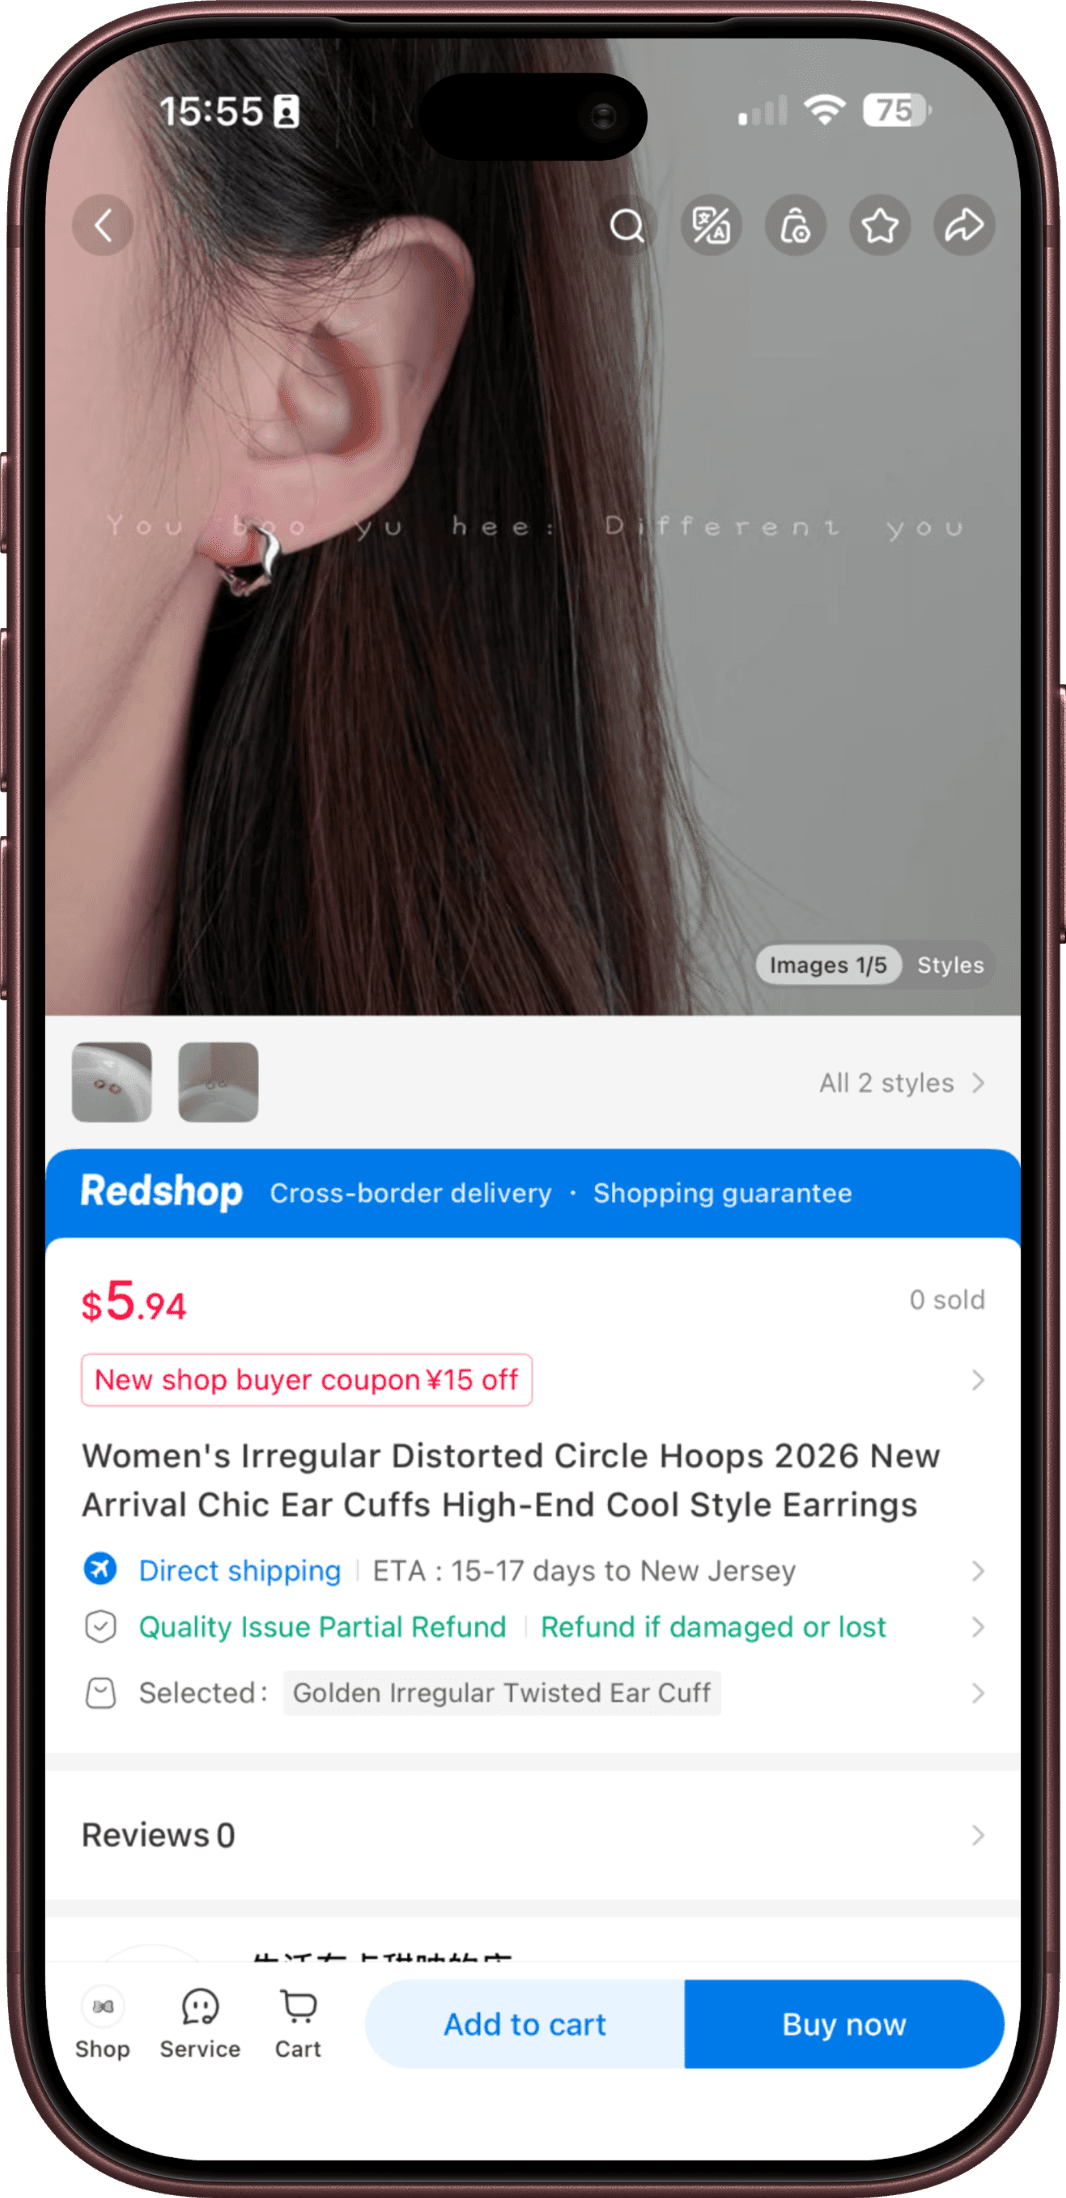 15:55
75
You boo yu hee: Different you
Images 1/5 Styles
All 2 styles
Redshop Cross-border delivery · Shopping guarantee
$5.94
0 sold
New shop buyer coupon ¥15 off
Women's Irregular Distorted Circle Hoops 2026 New
Arrival Chic Ear Cuffs High-End Cool Style Earrings
Direct shipping ETA : 15-17 days to New Jersey
Quality Issue Partial Refund Refund if damaged or lost
Selected: Golden Irregular Twisted Ear Cuff
Reviews 0
Shop
Service
Cart
Add to cart
Buy now